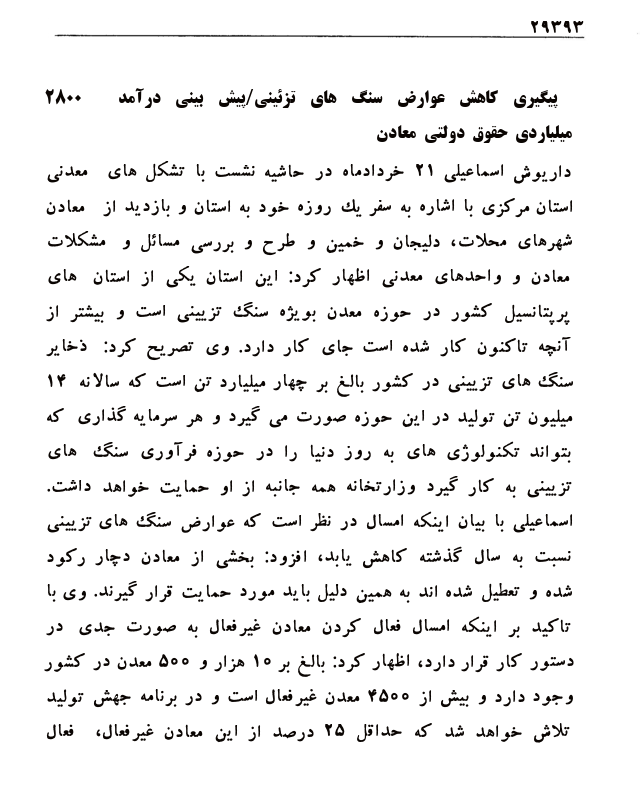 ۲۹۳۹۳
پیگیری کاهش عوارض سنگ های تزئینی/پیش بینی درآمد ۲۸۰۰
میلیاردی حقوق دولتی معادن
داریوش اسماعیلی ۲۱ خردادماه در حاشیه نشست با تشکل های معدنی
استان مرکزی با اشاره به سفر یك روزه خود به استان و بازدید از معادن
شهرهای محلات، دلیجان و خمین و طرح و بررسی مسائل و مشکلات
معادن و واحدهای معدنی اظهار کرد: این استان یکی از استان های
پرپتانسیل کشور در حوزه معدن بویژه سنگ تزیینی است و بیشتر از
آنچه تاکنون کار شده است جای کار دارد. وی تصریح کرد: ذخایر
سنگ های تزیینی در کشور بالغ بر چهار میلیارد تن است که سالانه ۱۴
میلیون تن تولید در این حوزه صورت می گیرد و هر سرمایه گذاری که
بتواند تکنولوژی های به روز دنیا را در حوزه فرآوری سنگ های
تزیینی به کار گیرد وزارتخانه همه جانبه از او حمایت خواهد داشت.
اسماعیلی با بیان اینکه امسال در نظر است که عوارض سنگ های تزیینی
نسبت به سال گذشته کاهش یابد، افزود: بخشی از معادن دچار رکود
شده و تعطیل شده اند به همین دلیل باید مورد حمایت قرار گیرند. وی با
تاکید بر اینکه امسال فعال کردن معادن غیرفعال به صورت جدی در
دستور کار قرار دارد، اظهار کرد: بالغ بر ۱۰ هزار و ۵۰۰ معدن در کشور
وجود دارد و بیش از ۴۵۰۰ معدن غیرفعال است و در برنامه جهش تولید
تلاش خواهد شد که حداقل ۲۵ درصد از این معادن غیرفعال، فعال